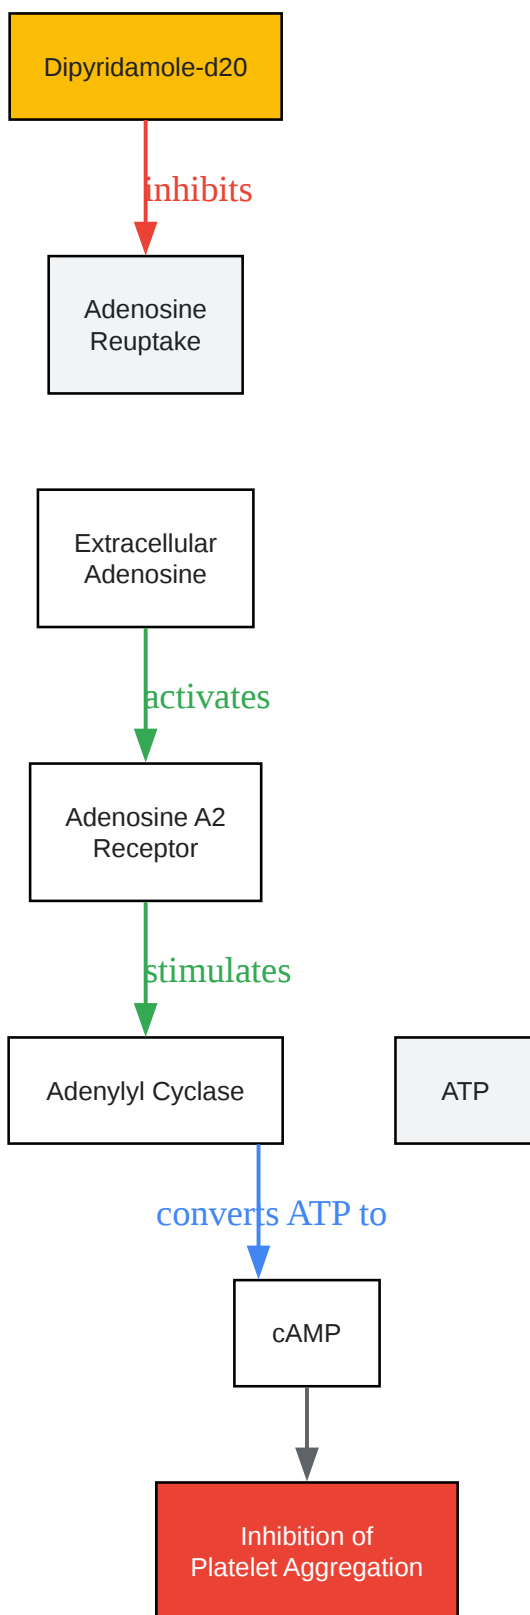 Dipyridamole-d20
inhibits
Adenosine
Reuptake
Extracellular
Adenosine
activates
Adenosine A2
Receptor
stimulates
Adenylyl Cyclase
ATP
converts ATP to
cAMP
Inhibition of
Platelet Aggregation